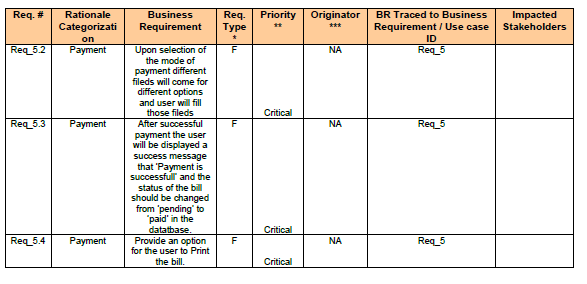 Req. # Rationale Categorizati on Business Requirement Req. Type * Priority ** Originator *** BR Traced to Business Requirement / Use case ID Impacted Stakeholders
Req_5.2 Payment Upon selection of F NA Req_5
the mode of
payment different
fileds will come for
different options
and user will fill
those fileds Critical
Req_5.3 Payment After successful F NA Req_5
payment the user
will be displayed a
success message
that 'Payment is
successfull' and the
status of the bill
should be changed
from 'pending' to
'paid' in the
datatbase. Critical
Req_5.4 Payment Provide an option F NA Req_5
for the user to Print
the bill. Critical